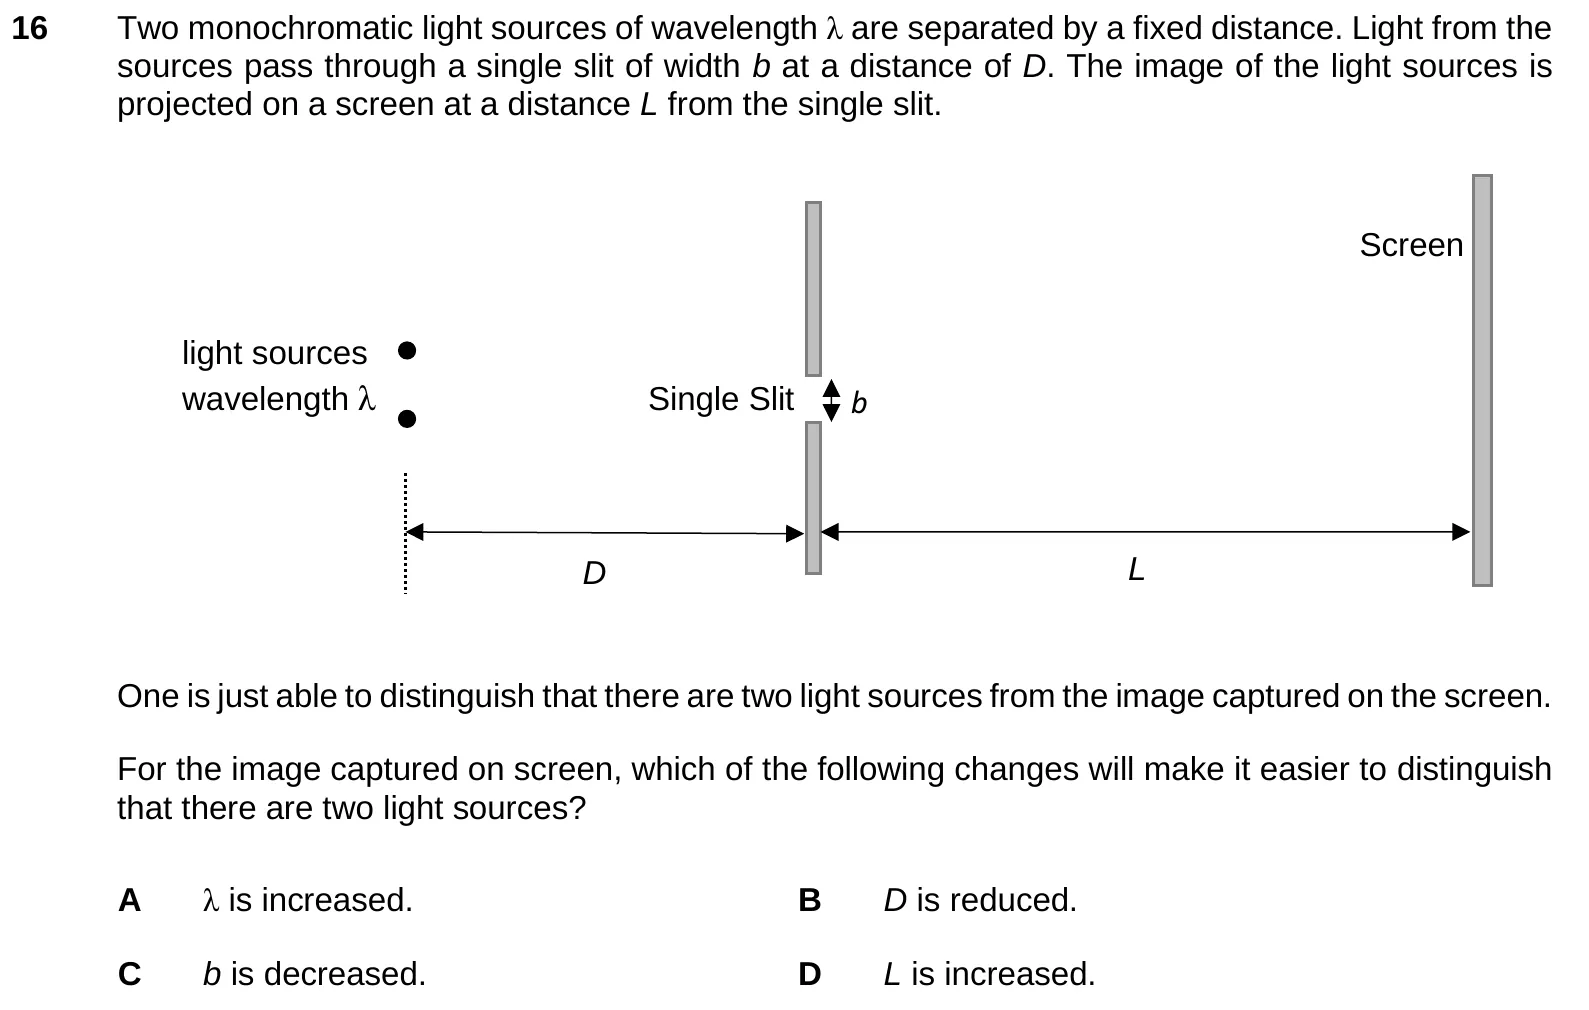 16 Two monochromatic light sources of wavelength λ are separated by a fixed distance. Light from the
sources pass through a single slit of width b at a distance of D. The image of the light sources is
projected on a screen at a distance L from the single slit.
Screen
light sources
wavelength λ
Single Slit
b
D
L
One is just able to distinguish that there are two light sources from the image captured on the screen.
For the image captured on screen, which of the following changes will make it easier to distinguish
that there are two light sources?
A λ is increased. B D is reduced.
C b is decreased. D L is increased.